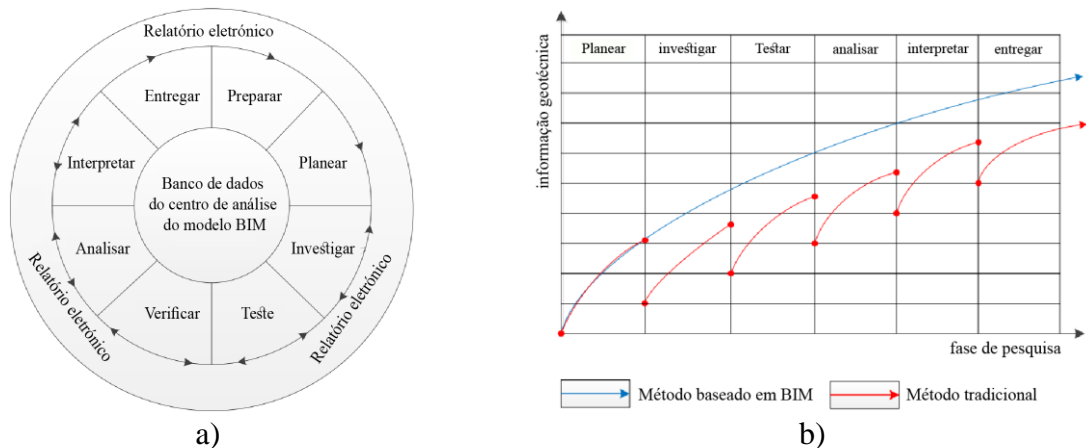 Relatório eletrónico
Entregar
Preparar
Interpretar
Planear
Banco de dados
do centro de análise
do modelo BIM
Analisar
Investigar
Verificar
Teste
Relatório eletrónico
Relatório eletrónico
a)
informação geotécnica
Planear
investigar
Testar
analisar
interpretar
entregar
fase de pesquisa
Método baseado em BIM
Método tradicional
b)